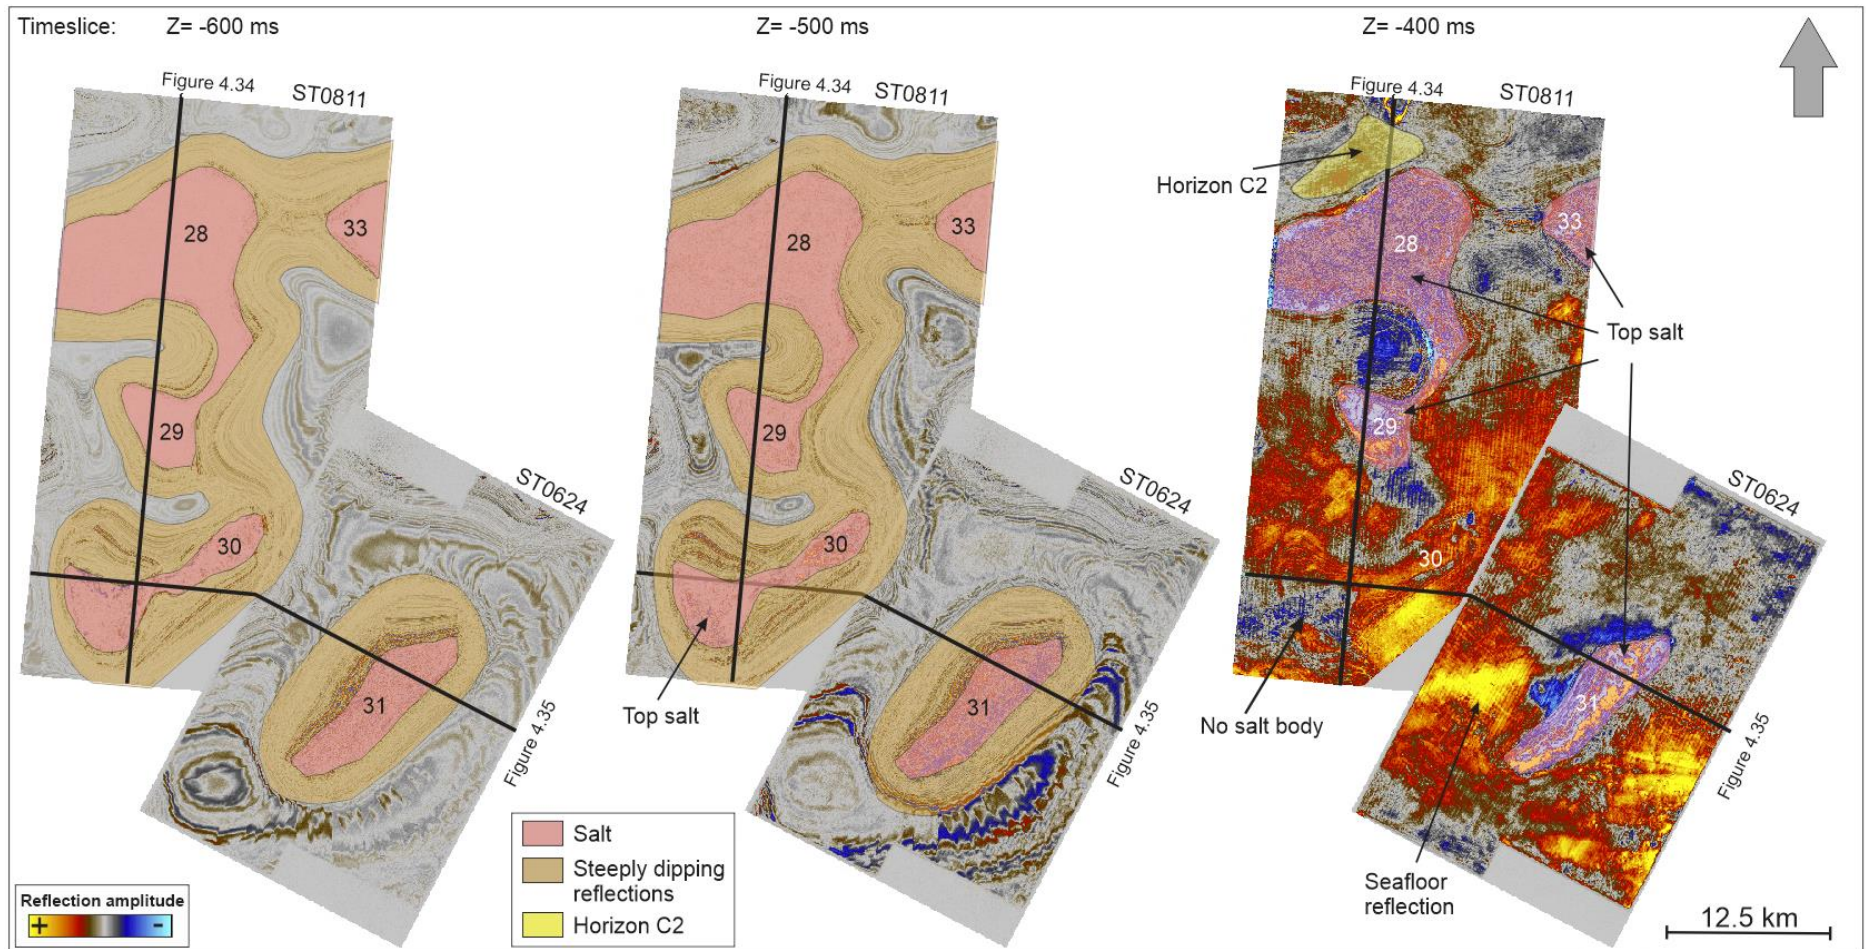 Timeslice:
Z= -600 ms
Z= -500 ms
Z= -400 ms
Figure 4.34
ST0811
28
33
29
30
31
ST0624
Figure 4.35
Figure 4.34
ST0811
28
33
29
30
31
ST0624
Figure 4.35
Top salt
Figure 4.34
ST0811
Horizon C2
28
33
Top salt
29
30
31
ST0624
No salt body
Seafloor
reflection
Figure 4.35
Salt
Steeply dipping
reflections
Horizon C2
Reflection amplitude
+ -
12.5 km